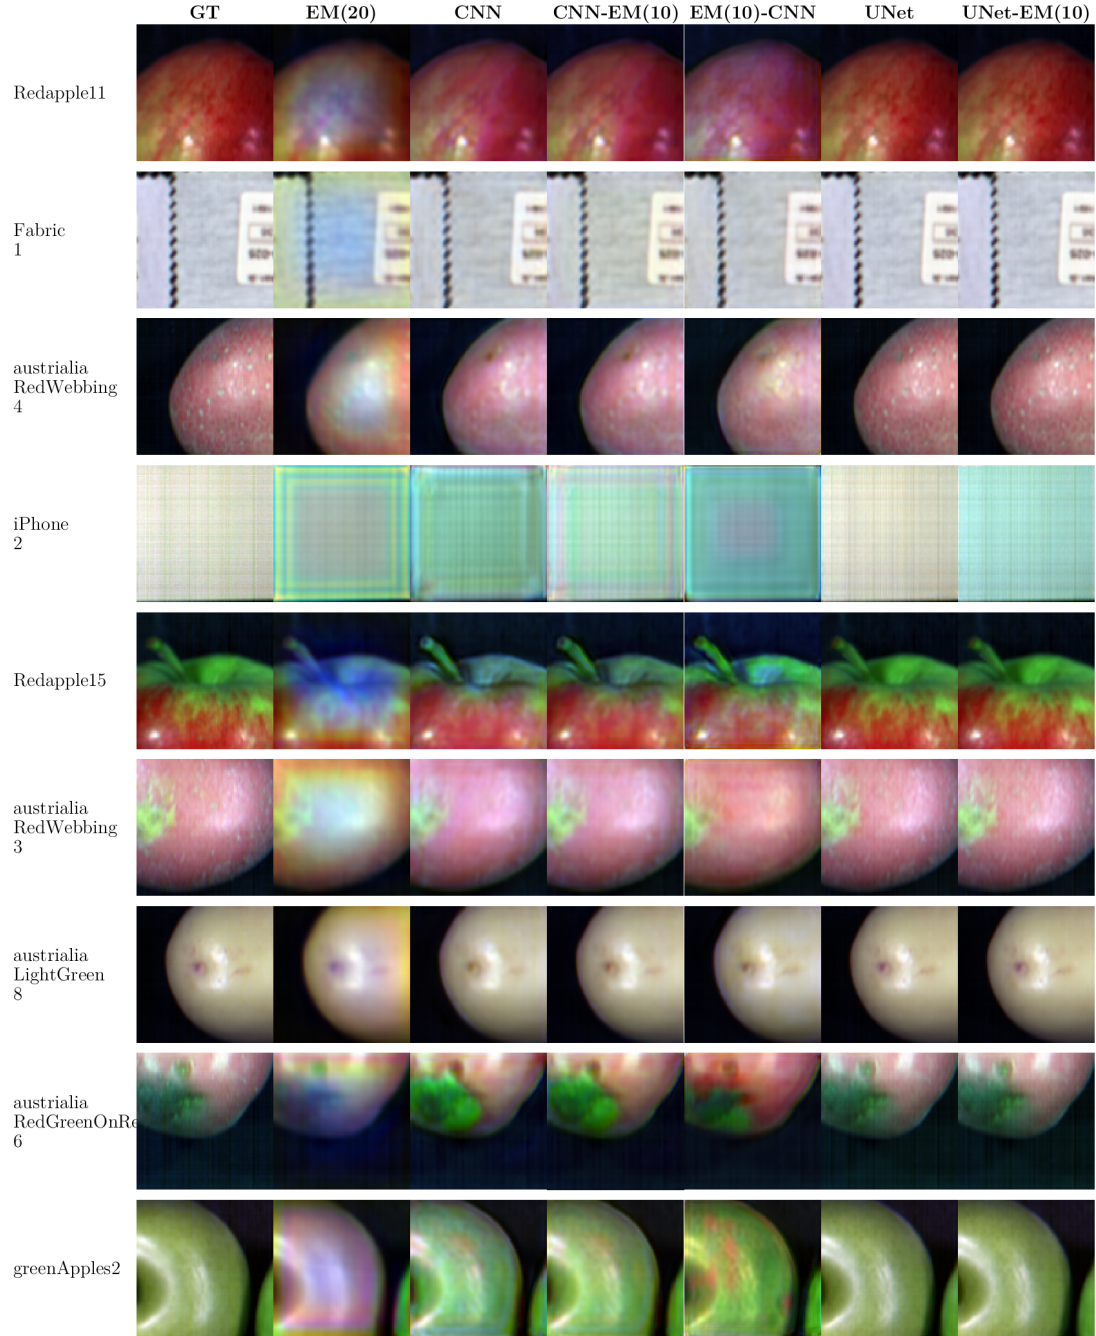 GT EM(20) CNN CNN-EM(10) EM(10)-CNN UNet UNet-EM(10)
Redapple11
Fabric
1
austrialia
RedWebbing
4
iPhone
2
Redapple15
austrialia
RedWebbing
3
austrialia
LightGreen
8
austrialia
RedGreenOnRe
6
greenApples2